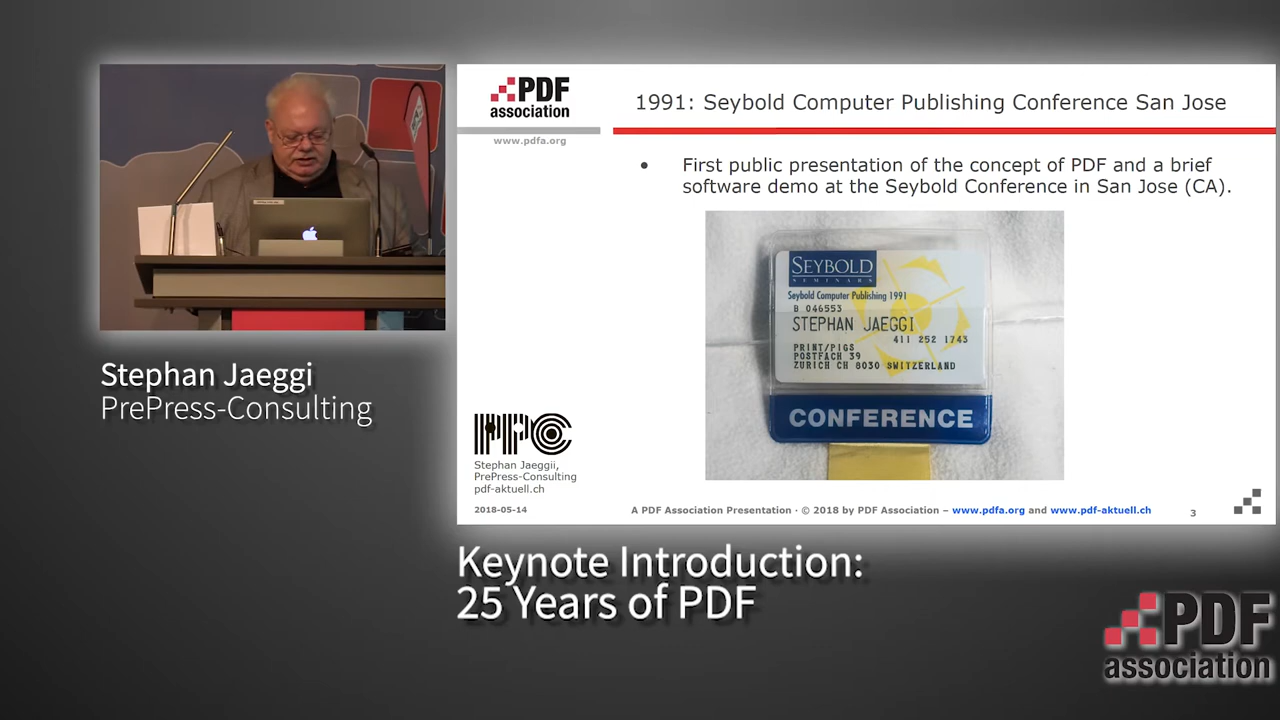 Stephan Jaeggi
PrePress-Consulting
PDF
association
www.pdfa.org
1991: Seybold Computer Publishing Conference San Jose
• First public presentation of the concept of PDF and a brief
software demo at the Seybold Conference in San Jose (CA).
SEYBOLD
SEMINARS
Seybold Computer Publishing 1991
B 046553
STEPHAN JAEGGI
411 252 1743
PRINT/PIGS
POSTFACH 39
ZURICH CH 8030 SWITZERLAND
CONFERENCE
PPC
Stephan Jaeggii,
PrePress-Consulting
pdf-aktuell.ch
2018-05-14
A PDF Association Presentation · © 2018 by PDF Association – www.pdfa.org and www.pdf-aktuell.ch
3
Keynote Introduction:
25 Years of PDF
PDF
association